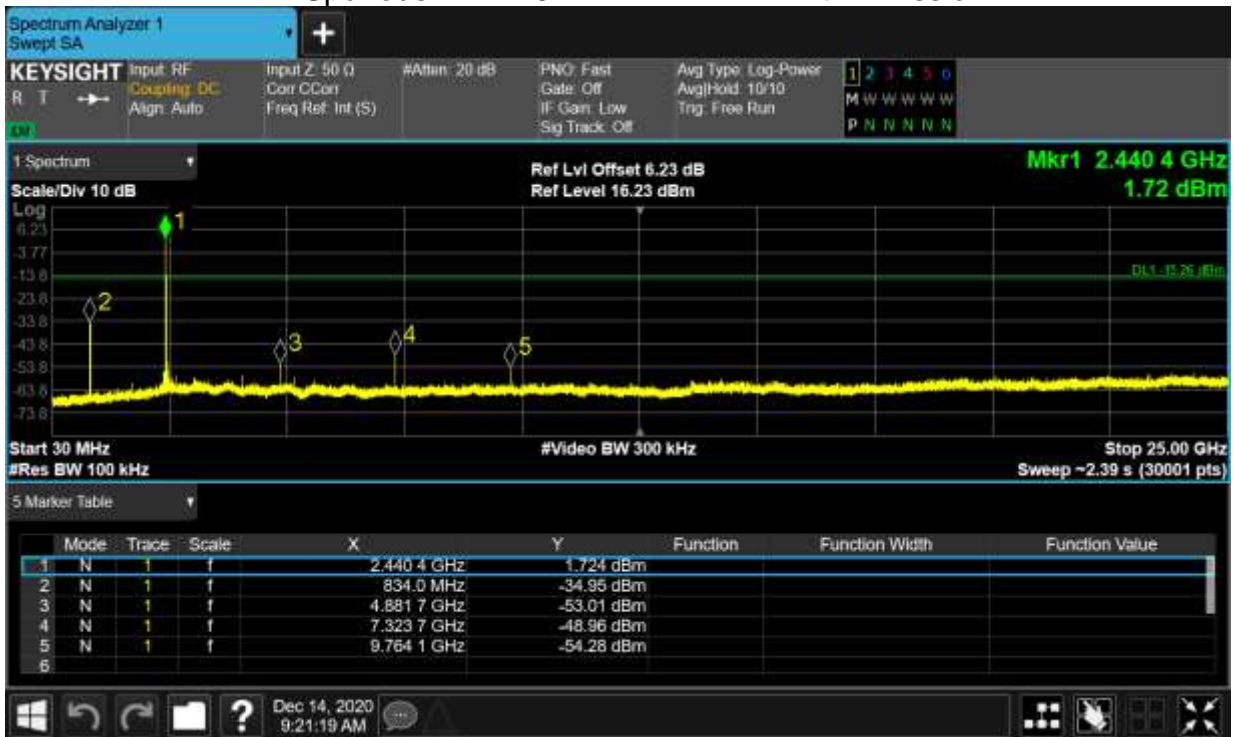 Spectrum Analyzer 1
Swept SA
+
KEYSIGHT
R T
Input: RF
Coupling: DC
Align: Auto
Input Z: 50 Ω
Corr CCorr
Freq Ref: Int (S)
#Atten: 20 dB
PNO: Fast
Gate: Off
IF Gain: Low
Sig Track: Off
Avg Type: Log-Power
Avg|Hold: 10/10
Trig: Free Run
1 2 3 4 5 6
M W W W W W
P N N N N N
1 Spectrum
Scale/Div 10 dB
Ref Lvl Offset 6.23 dB
Ref Level 16.23 dBm
Mkr1 2.440 4 GHz
1.72 dBm
Log
6.23
-3.77
-13.8
-23.8
-33.8
-43.8
-53.8
-63.8
-73.8
1
2
3
4
5
DL1 -15.26 dBm
Start 30 MHz
#Res BW 100 kHz
#Video BW 300 kHz
Stop 25.00 GHz
Sweep ~2.39 s (30001 pts)
5 Marker Table
Mode Trace Scale X Y Function Function Width Function Value
1 N 1 f 2.440 4 GHz 1.724 dBm
2 N 1 f 834.0 MHz -34.95 dBm
3 N 1 f 4.881 7 GHz -53.01 dBm
4 N 1 f 7.323 7 GHz -48.96 dBm
5 N 1 f 9.764 1 GHz -54.28 dBm
6
?
Dec 14, 2020
9:21:19 AM